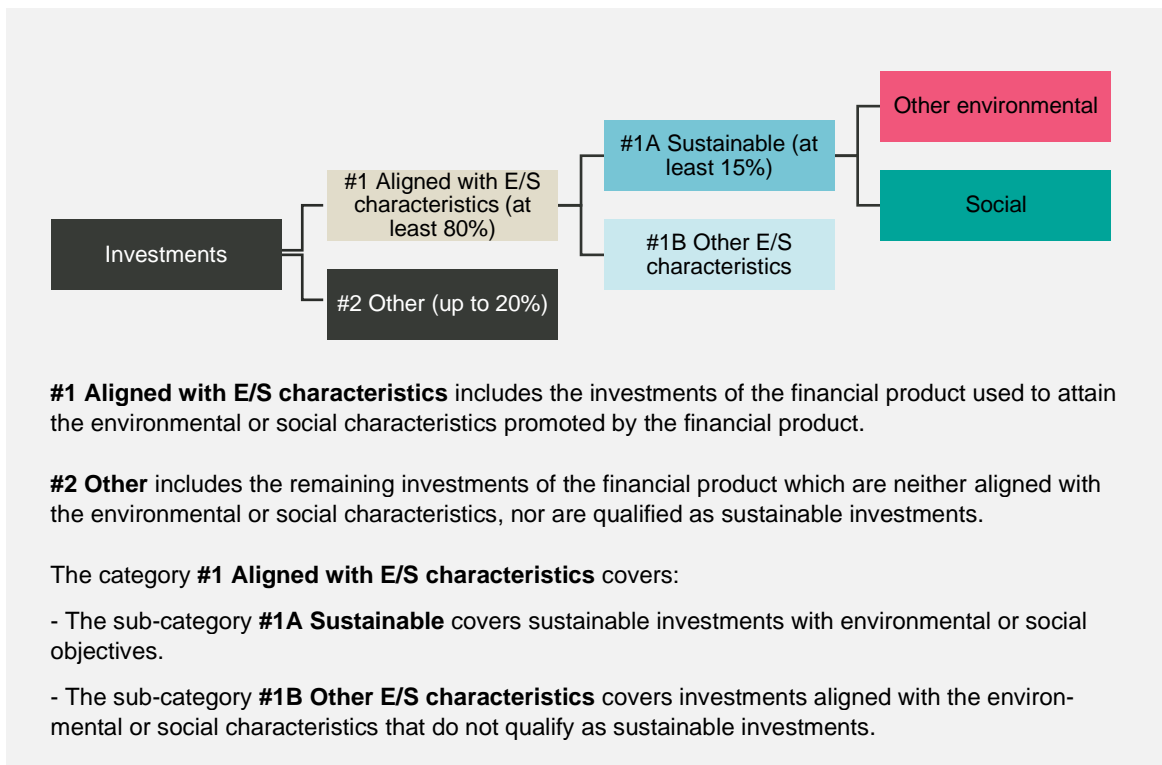 Other environmental
#1A Sustainable (at
least 15%)
#1 Aligned with E/S
characteristics (at
least 80%)
Social
Investments
#1B Other E/S
characteristics
#2 Other (up to 20%)
#1 Aligned with E/S characteristics includes the investments of the financial product used to attain
the environmental or social characteristics promoted by the financial product.
#2 Other includes the remaining investments of the financial product which are neither aligned with
the environmental or social characteristics, nor are qualified as sustainable investments.
The category #1 Aligned with E/S characteristics covers:
- The sub-category #1A Sustainable covers sustainable investments with environmental or social
objectives.
- The sub-category #1B Other E/S characteristics covers investments aligned with the environ-
mental or social characteristics that do not qualify as sustainable investments.